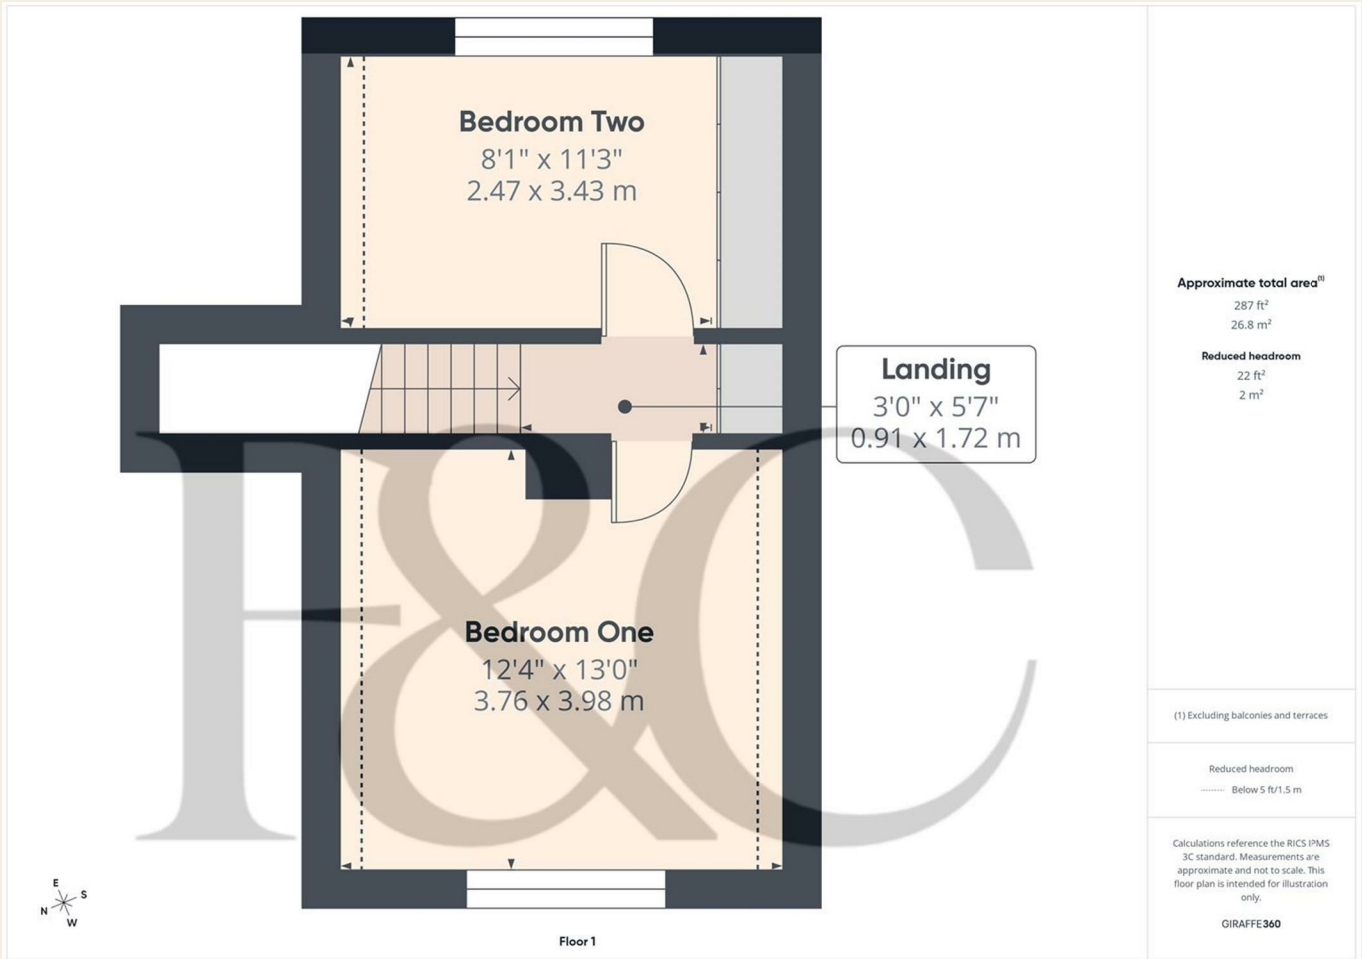 Bedroom Two
8'1" x 11'3"
2.47 x 3.43 m
Landing
3'0" x 5'7"
0.91 x 1.72 m
Bedroom One
12'4" x 13'0"
3.76 x 3.98 m
F&C
E
S
N
W
Floor 1
Approximate total area(1)
287 ft²
26.8 m²
Reduced headroom
22 ft²
2 m²
(1) Excluding balconies and terraces
Reduced headroom
Below 5 ft/1.5 m
Calculations reference the RICS IPMS
3C standard. Measurements are
approximate and not to scale. This
floor plan is intended for illustration
only.
GIRAFFE360